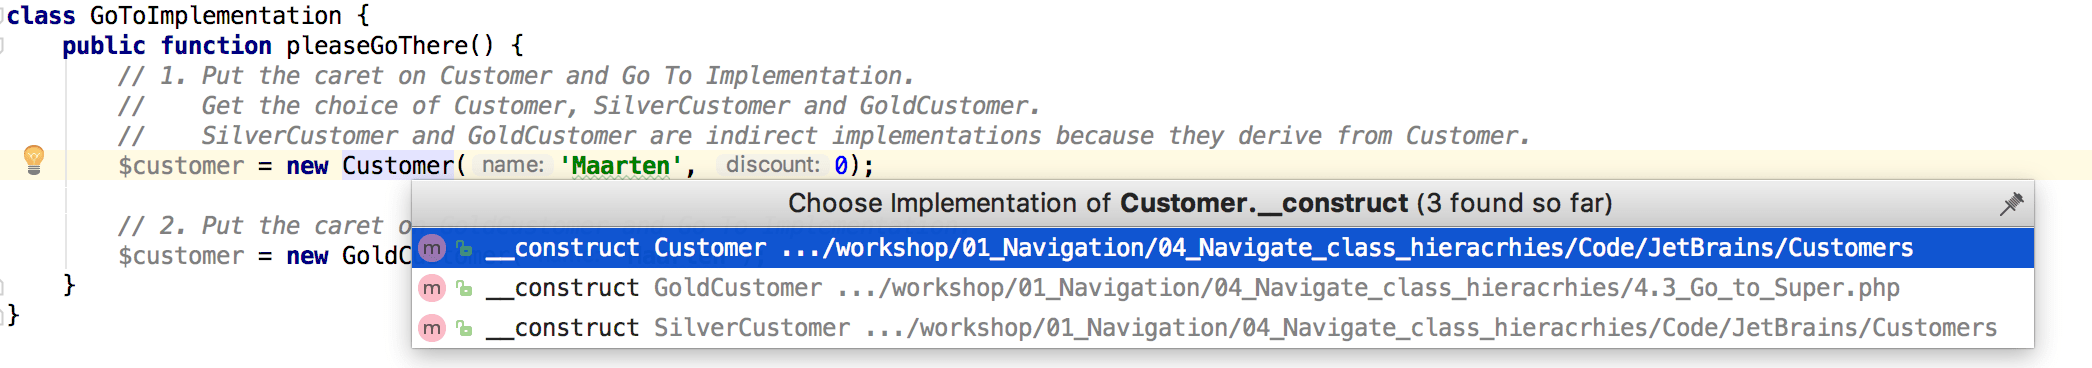 class GoToImplementation {
    public function pleaseGoThere() {
        // 1. Put the caret on Customer and Go To Implementation.
        //    Get the choice of Customer, SilverCustomer and GoldCustomer.
        //    SilverCustomer and GoldCustomer are indirect implementations because they derive from Customer.
        $customer = new Customer( name: 'Maarten', discount: 0);
Choose Implementation of Customer.__construct (3 found so far)
        // 2. Put the caret o
m __construct Customer .../workshop/01_Navigation/04_Navigate_class_hieracrhies/Code/JetBrains/Customers
        $customer = new GoldC
m __construct GoldCustomer .../workshop/01_Navigation/04_Navigate_class_hieracrhies/4.3_Go_to_Super.php
    }
m __construct SilverCustomer .../workshop/01_Navigation/04_Navigate_class_hieracrhies/Code/JetBrains/Customers
}